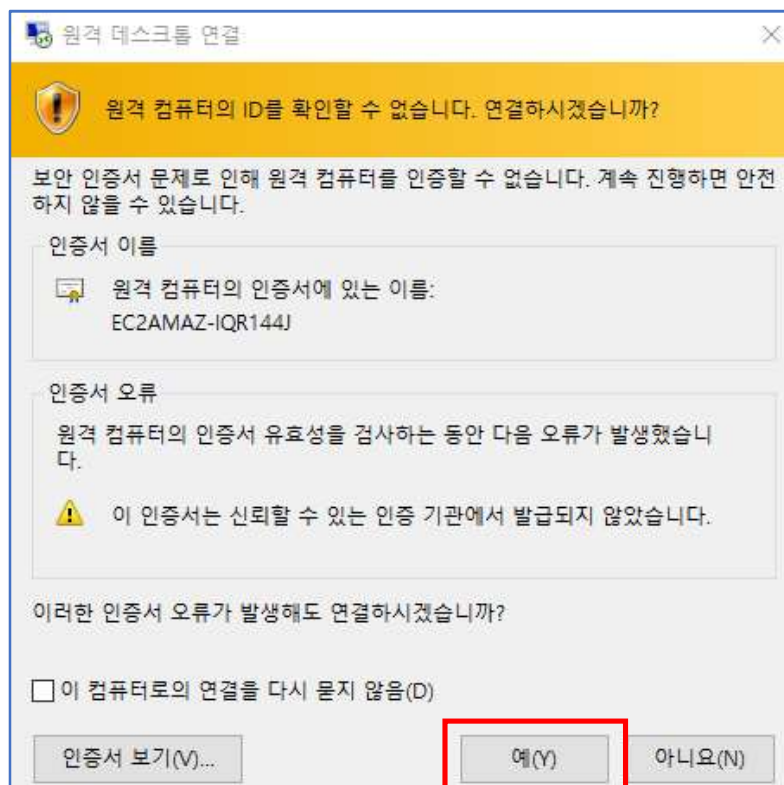 원격 데스크톱 연결
원격 컴퓨터의 ID를 확인할 수 없습니다. 연결하시겠습니까?
보안 인증서 문제로 인해 원격 컴퓨터를 인증할 수 없습니다. 계속 진행하면 안전
하지 않을 수 있습니다.
인증서 이름
원격 컴퓨터의 인증서에 있는 이름:
EC2AMAZ-IQR144J
인증서 오류
원격 컴퓨터의 인증서 유효성을 검사하는 동안 다음 오류가 발생했습니
다.
이 인증서는 신뢰할 수 있는 인증 기관에서 발급되지 않았습니다.
이러한 인증서 오류가 발생해도 연결하시겠습니까?
이 컴퓨터로의 연결을 다시 묻지 않음(D)
인증서 보기(V)... 예(Y) 아니요(N)